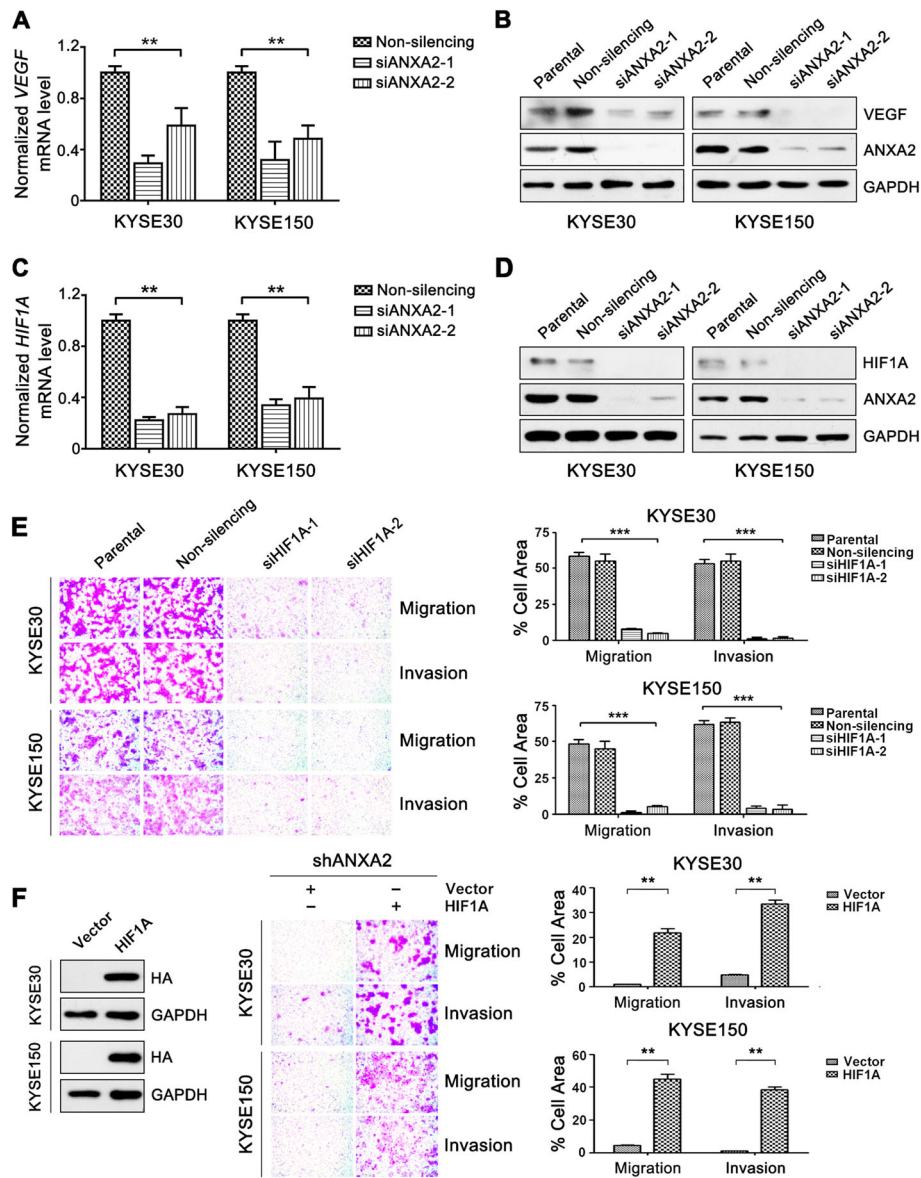 A
Normalized VEGF
mRNA level
1.2
0.8
0.4
0
**
**
KYSE30
KYSE150
Non-silencing
siANXA2-1
siANXA2-2
B
Parental
Non-silencing
siANXA2-1
siANXA2-2
Parental
Non-silencing
siANXA2-1
siANXA2-2
VEGF
ANXA2
GAPDH
KYSE30
KYSE150
C
Normalized HIF1A
mRNA level
1.2
0.8
0.4
0
**
**
KYSE30
KYSE150
Non-silencing
siANXA2-1
siANXA2-2
D
Parental
Non-silencing
siANXA2-1
siANXA2-2
Parental
Non-silencing
siANXA2-1
siANXA2-2
HIF1A
ANXA2
GAPDH
KYSE30
KYSE150
E
Parental
Non-silencing
siHIF1A-1
siHIF1A-2
KYSE30
Migration
Invasion
KYSE150
Migration
Invasion
KYSE30
% Cell Area
75
50
25
0
***
***
Migration
Invasion
Parental
Non-silencing
siHIF1A-1
siHIF1A-2
KYSE150
% Cell Area
75
50
25
0
***
***
Migration
Invasion
Parental
Non-silencing
siHIF1A-1
siHIF1A-2
F
Vector
HIF1A
KYSE30
HA
GAPDH
KYSE150
HA
GAPDH
shANXA2
+ – Vector
– + HIF1A
KYSE30
Migration
Invasion
KYSE150
Migration
Invasion
KYSE30
% Cell Area
40
30
20
10
0
**
**
Migration
Invasion
Vector
HIF1A
KYSE150
% Cell Area
60
40
20
0
**
**
Migration
Invasion
Vector
HIF1A